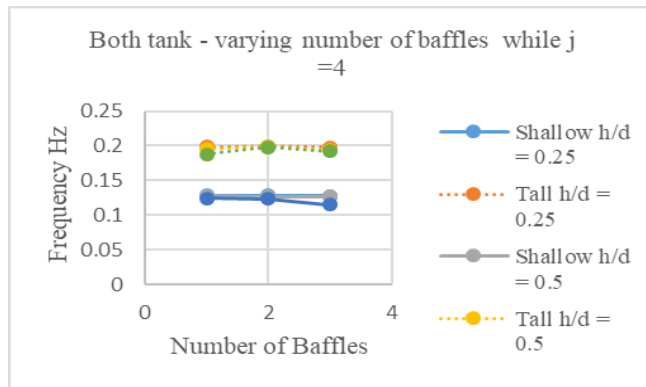 Both tank - varying number of baffles while j
=4
0.25
0.2
0.15
0.1
0.05
0
0
2
4
Frequency Hz
Number of Baffles
Shallow h/d
= 0.25
Tall h/d =
0.25
Shallow h/d
= 0.5
Tall h/d =
0.5